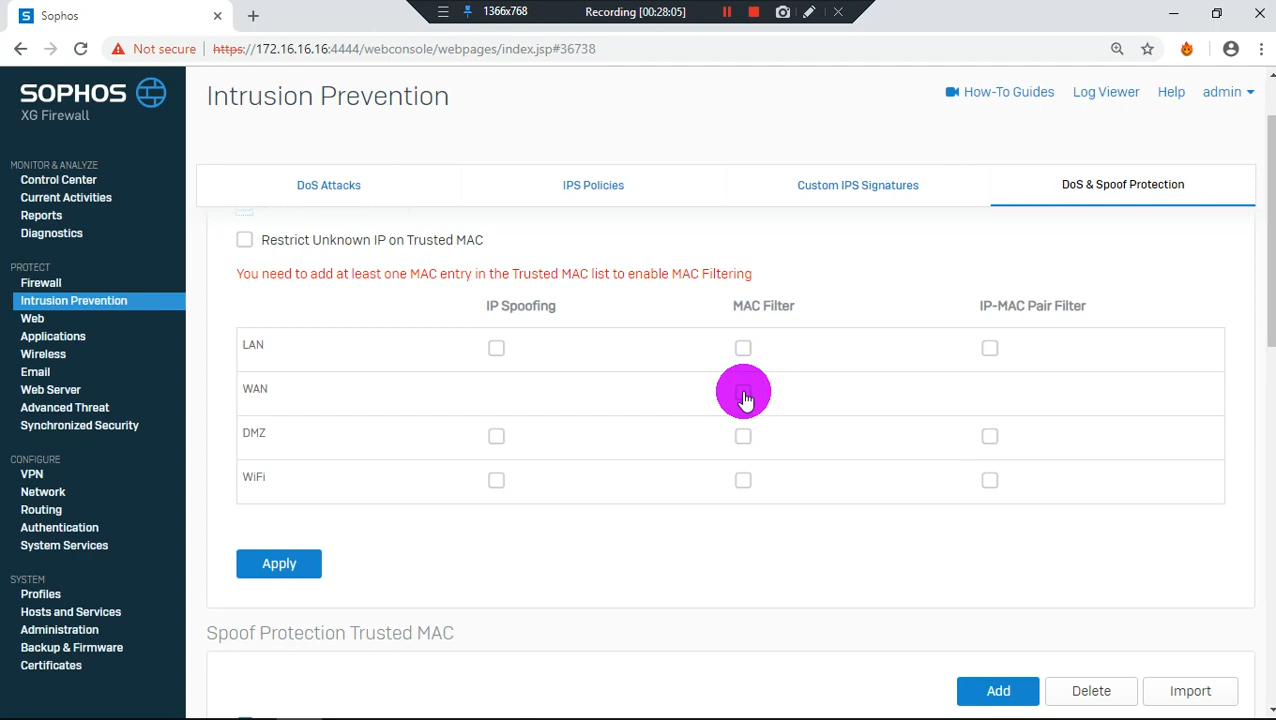 Sophos
1366x768
Recording [00:28:05]
Not secure
https://172.16.16.16:4444/webconsole/webpages/index.jsp#36738
SOPHOS
XG Firewall
Intrusion Prevention
How-To Guides
Log Viewer
Help
admin
DoS Attacks
IPS Policies
Custom IPS Signatures
DoS & Spoof Protection
MONITOR & ANALYZE
Control Center
Current Activities
Reports
Diagnostics
PROTECT
Firewall
Intrusion Prevention
Web
Applications
Wireless
Email
Web Server
Advanced Threat
Synchronized Security
CONFIGURE
VPN
Network
Routing
Authentication
System Services
SYSTEM
Profiles
Hosts and Services
Administration
Backup & Firmware
Certificates
Restrict Unknown IP on Trusted MAC
You need to add at least one MAC entry in the Trusted MAC list to enable MAC Filtering
IP Spoofing
MAC Filter
IP-MAC Pair Filter
LAN
WAN
DMZ
WiFi
Apply
Spoof Protection Trusted MAC
Add
Delete
Import